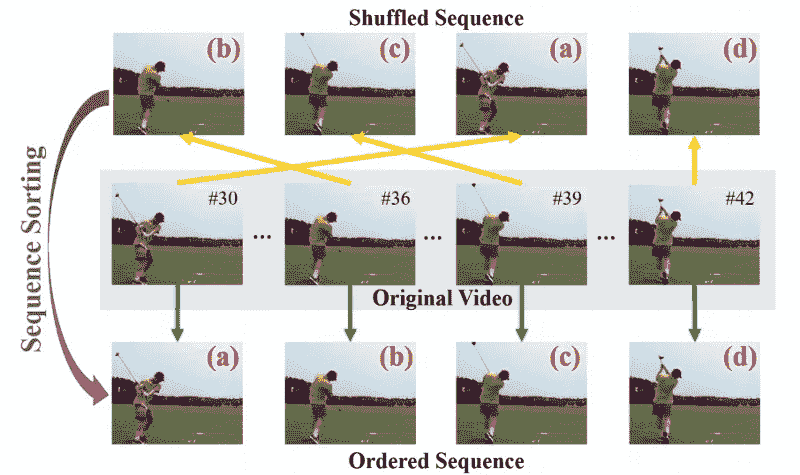 Shuffled Sequence
(b) (c) (a) (d)
Sequence Sorting
#30 ... #36 ... #39 ... #42
Original Video
(a) (b) (c) (d)
Ordered Sequence